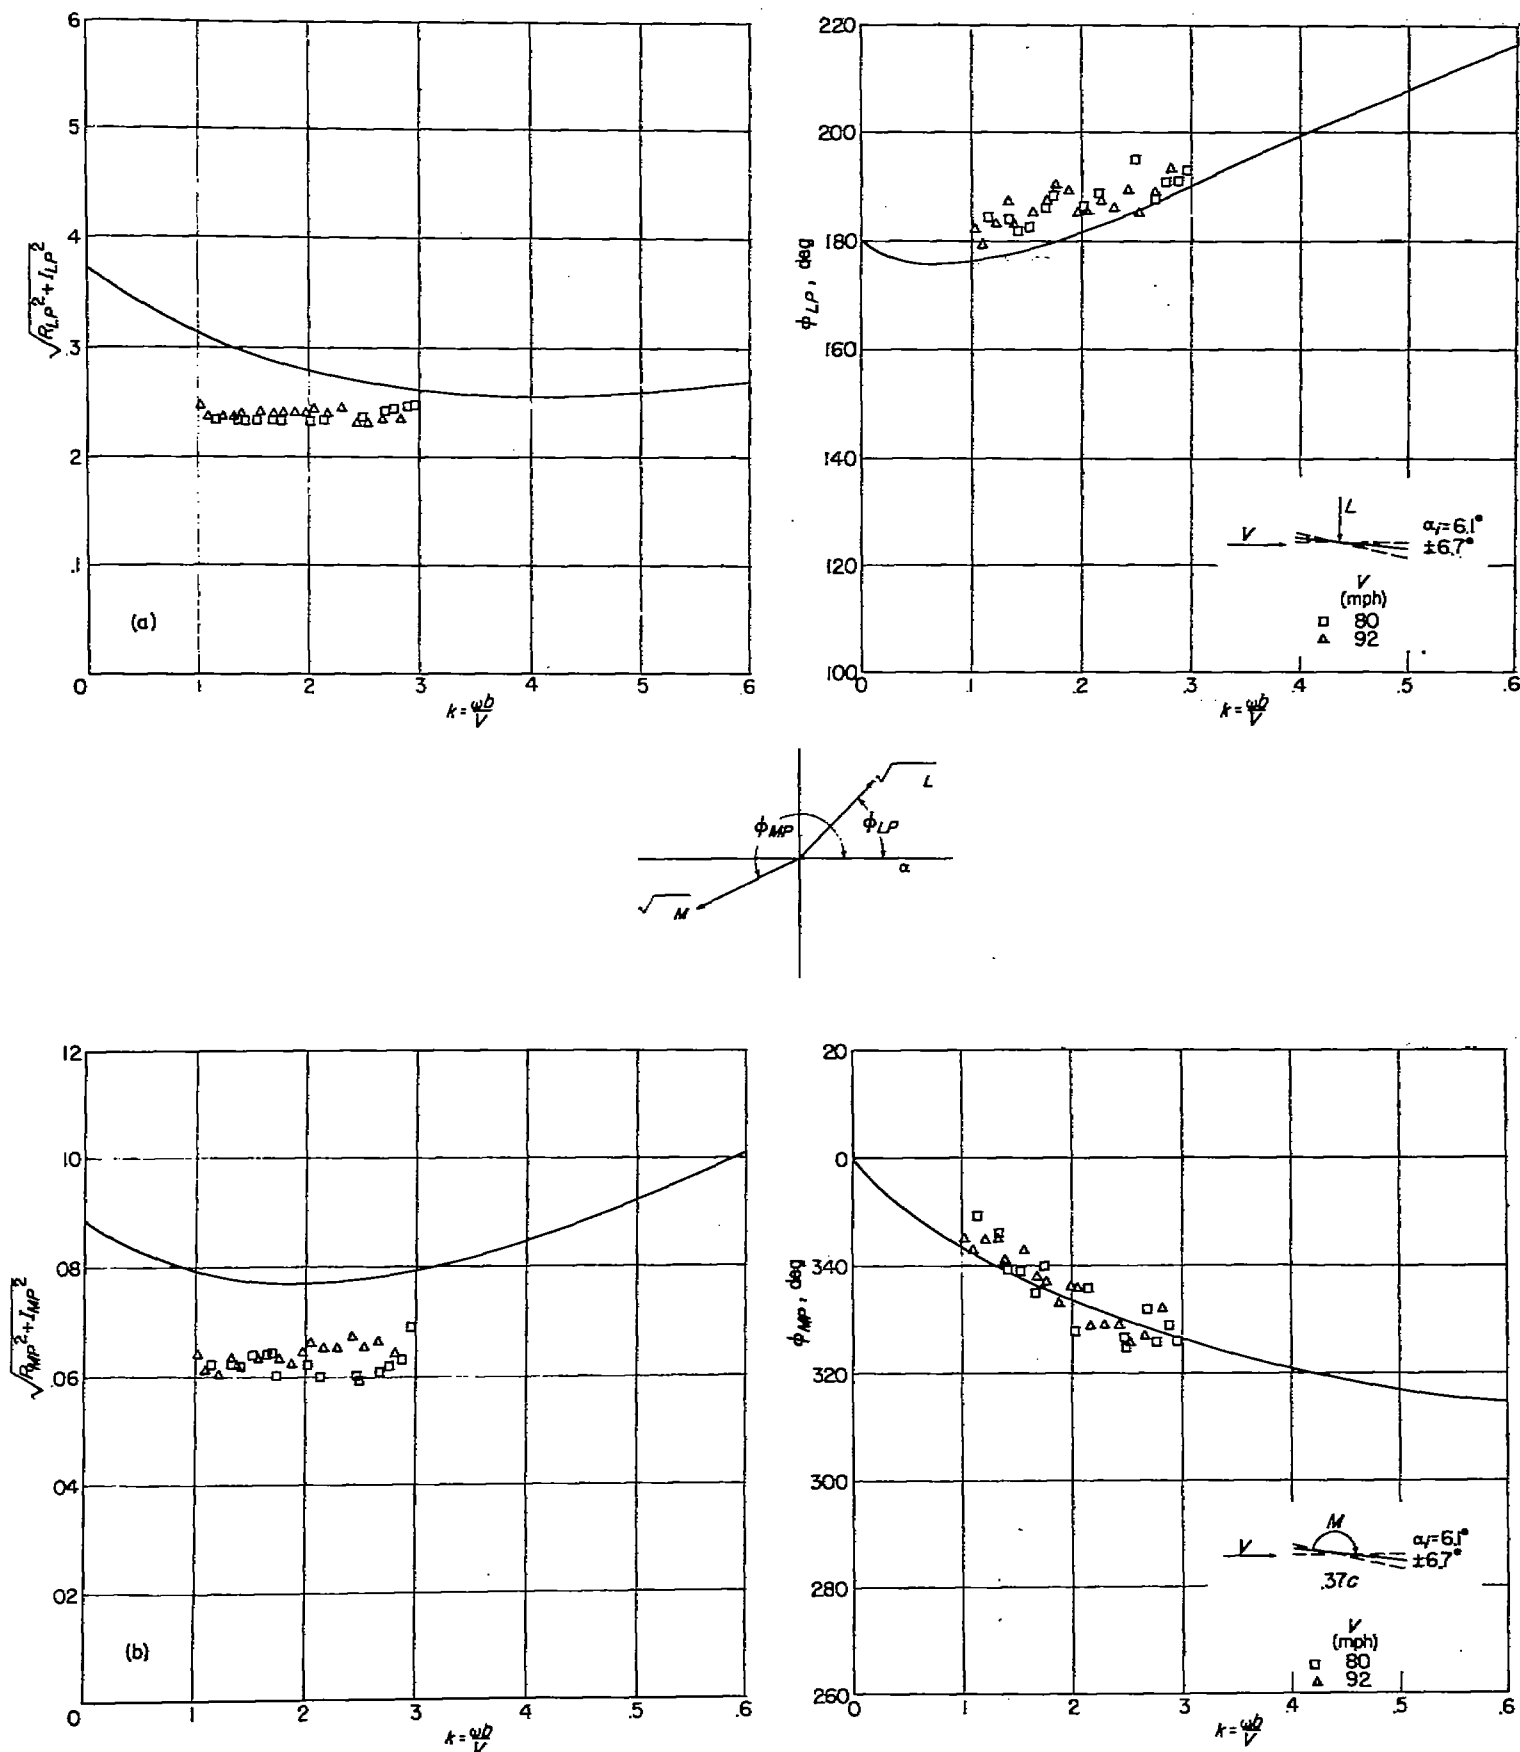 .6
.5
.4
.3
.2
.1
0
.1
.2
.3
.4
.5
.6
√R_LP² + I_LP²
k = ωb/V
(a)
220
200
180
160
140
120
100
0
.1
.2
.3
.4
.5
.6
ϕ_LP, deg
k = ωb/V
L
V
α_i = 6.1°
±6.7°
V
(mph)
□ 80
△ 92
√ L
ϕ_MP
ϕ_LP
α
√ M
.12
.10
.08
.06
.04
.02
0
.1
.2
.3
.4
.5
.6
√R_MP² + I_MP²
k = ωb/V
(b)
20
0
340
320
300
280
260
0
.1
.2
.3
.4
.5
.6
ϕ_MP, deg
k = ωb/V
M
V
α_i = 6.1°
±6.7°
.37c
V
(mph)
□ 80
△ 92